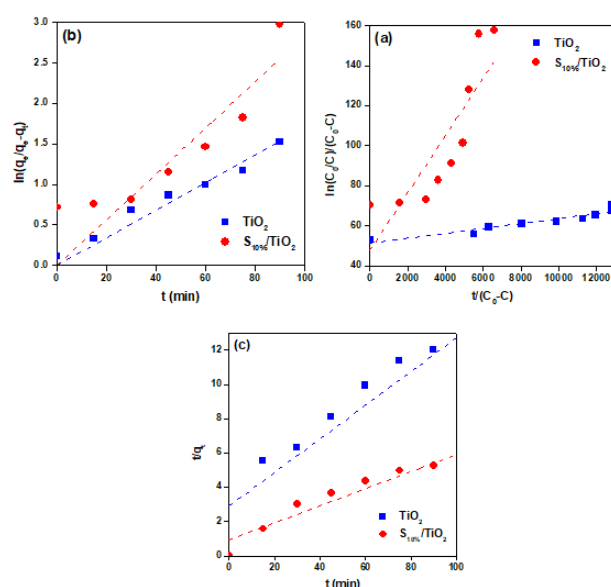 (b)
3.0
2.5
2.0
1.5
1.0
0.5
0.0
ln(qe/qe-qt)
TiO2
S10%/TiO2
0 20 40 60 80 100
t (min)
(a)
TiO2
S10%/TiO2
160
140
120
100
80
60
40
ln(C0/C)/(C0-C)
0 2000 4000 6000 8000 10000 12000
t/(C0-C)
(c)
12
10
8
6
4
2
0
t/qt
TiO2
S10%/TiO2
0 20 40 60 80 100
t (min)